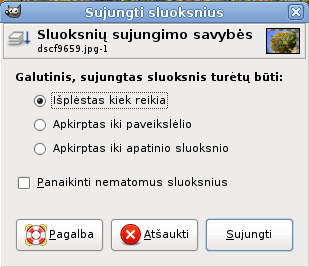 Sujungti sluoksnius
Sluoksnių sujungimo savybės
dscf9659.jpg-1
Galutinis, sujungtas sluoksnis turėtų būti:
Išplėstas kiek reikia
Apkirptas iki paveikslėlio
Apkirptas iki apatinio sluoksnio
Panaikinti nematomus sluoksnius
Pagalba
Atšaukti
Sujungti